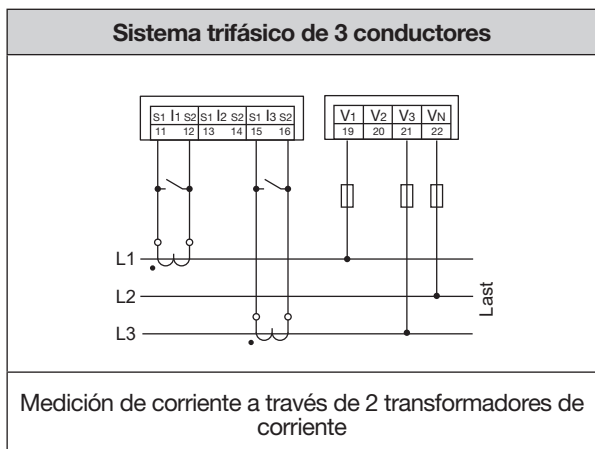 Sistema trifásico de 3 conductores
S1 I1 S2 S1 I2 S2 S1 I3 S2
11 12 13 14 15 16
V1 V2 V3 VN
19 20 21 22
L1
L2
L3
Last
Medición de corriente a través de 2 transformadores de
corriente